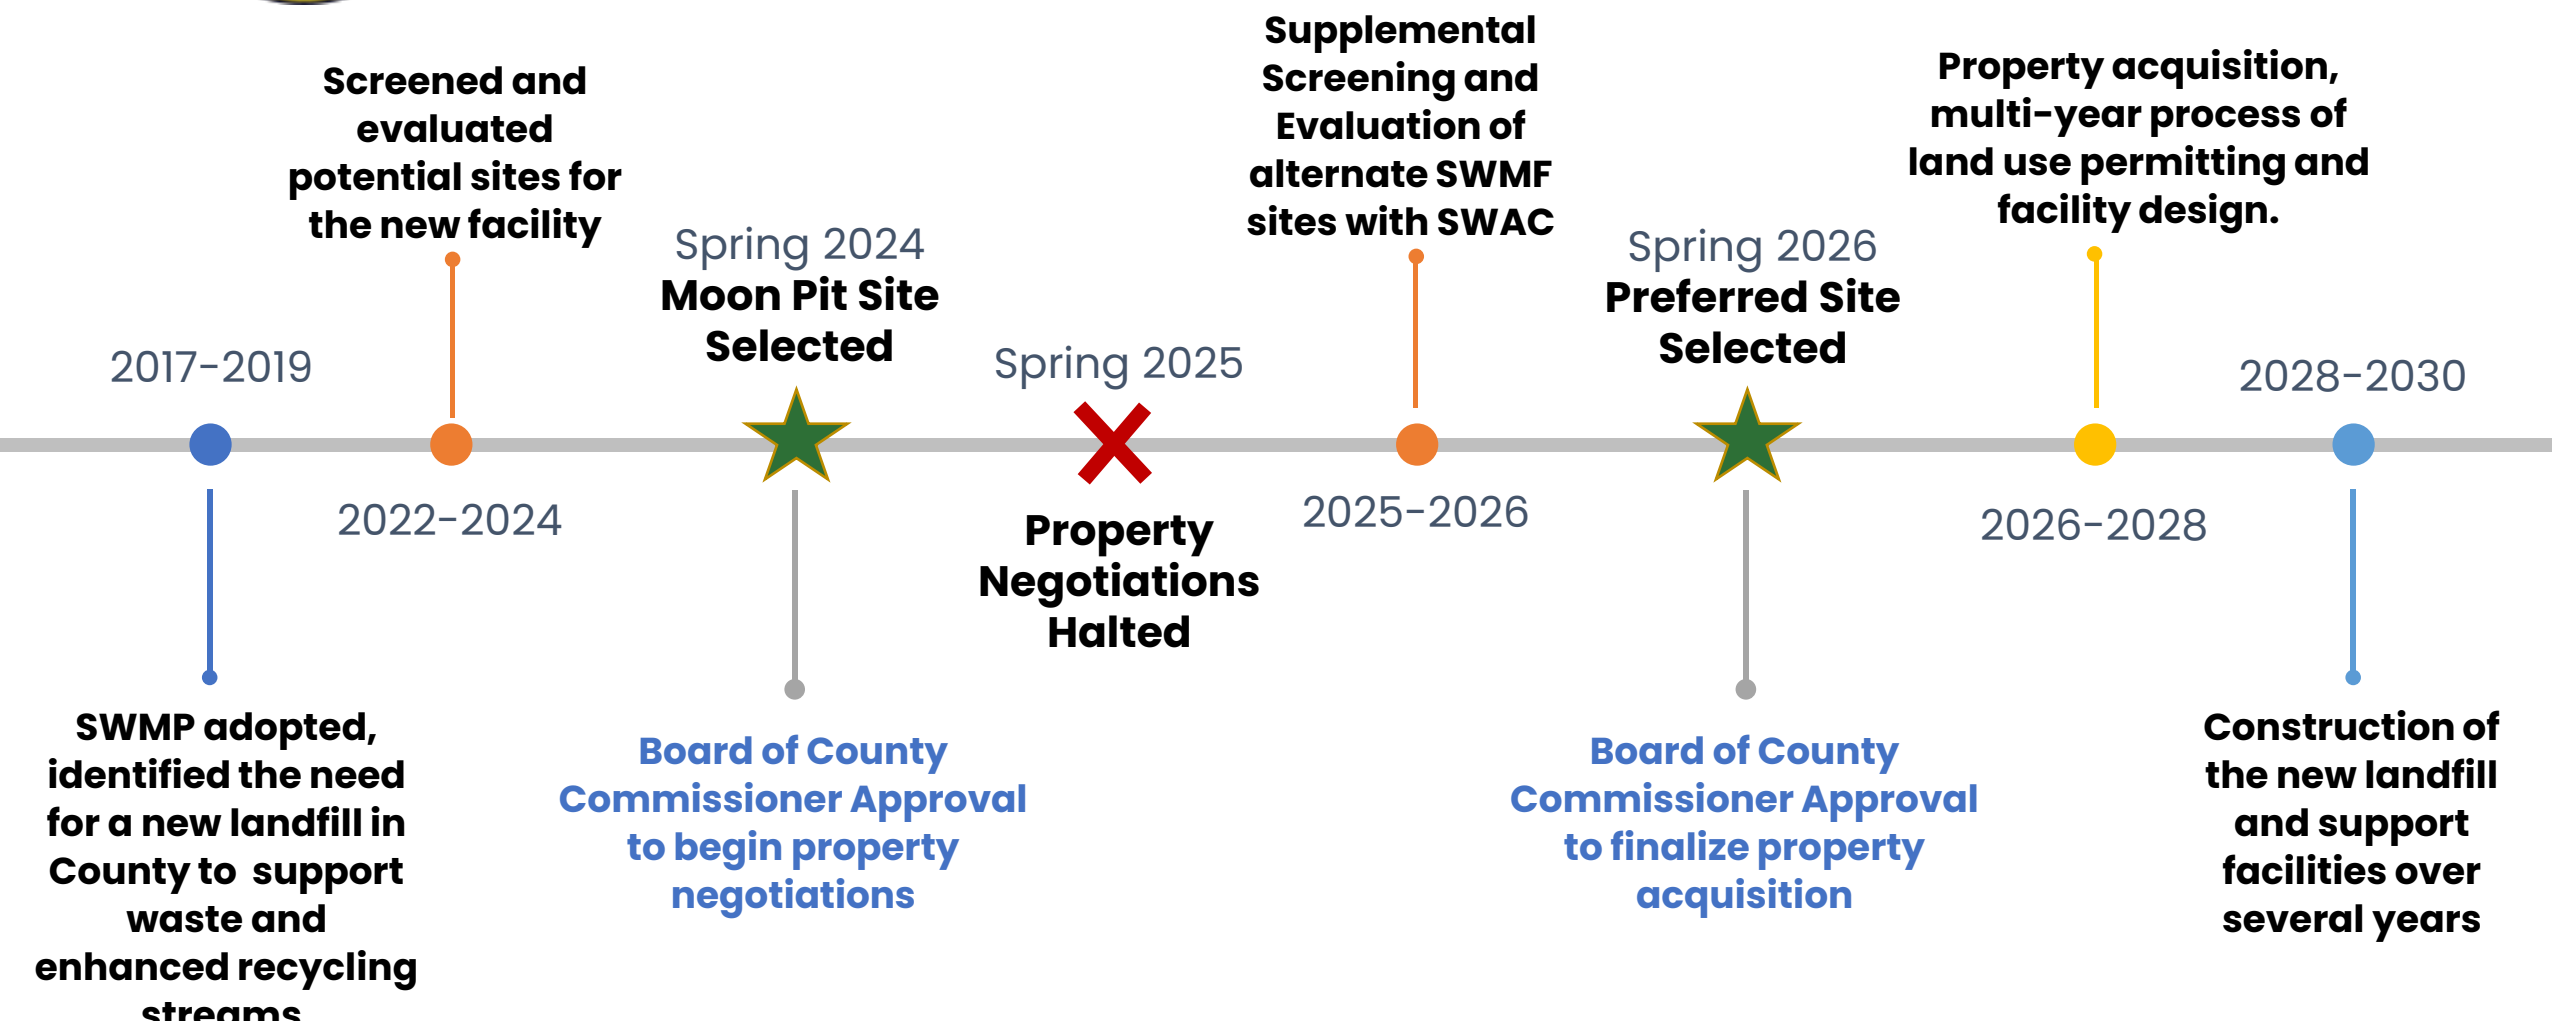 Screened and
evaluated
potential sites for
the new facility
2017-2019
2022-2024
SWMP adopted,
identified the need
for a new landfill in
County to  support
waste and
enhanced recycling
streams
Spring 2024
Moon Pit Site
Selected
Board of County
Commissioner Approval
to begin property
negotiations
Spring 2025
Property
Negotiations
Halted
Supplemental
Screening and
Evaluation of
alternate SWMF
sites with SWAC
2025-2026
Spring 2026
Preferred Site
Selected
Board of County
Commissioner Approval
to finalize property
acquisition
Property acquisition,
multi-year process of
land use permitting and
facility design.
2026-2028
2028-2030
Construction of
the new landfill
and support
facilities over
several years